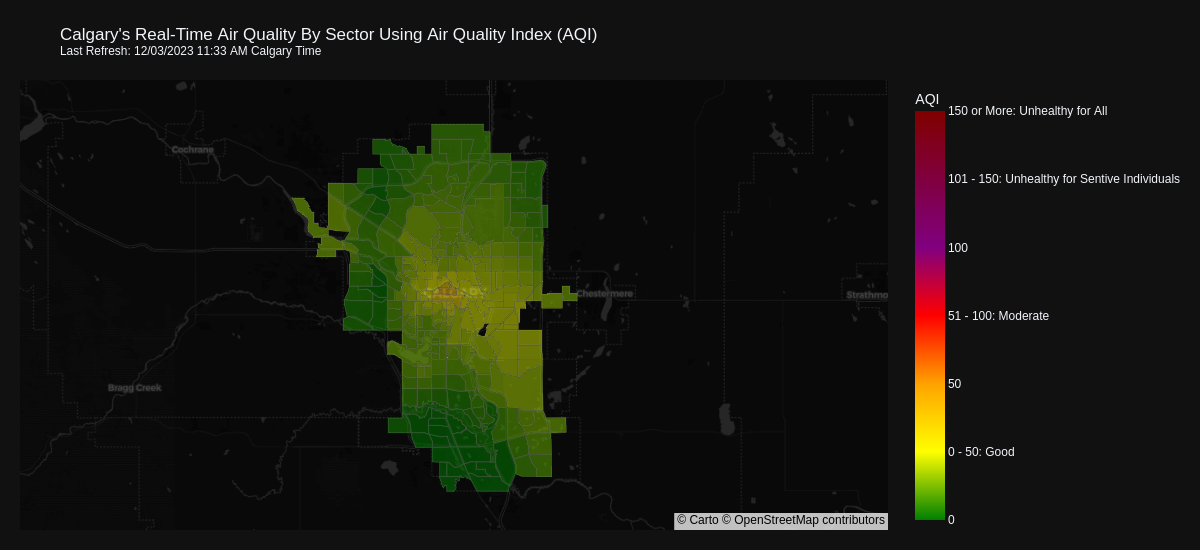 Calgary's Real-Time Air Quality By Sector Using Air Quality Index (AQI)
Last Refresh: 12/03/2023 11:33 AM Calgary Time
AQI
150 or More: Unhealthy for All
Cochrane
101 - 150: Unhealthy for Sentive Individuals
100
Chestermere
Strathmo
51 - 100: Moderate
50
Bragg Creek
0 - 50: Good
© Carto © OpenStreetMap contributors
0